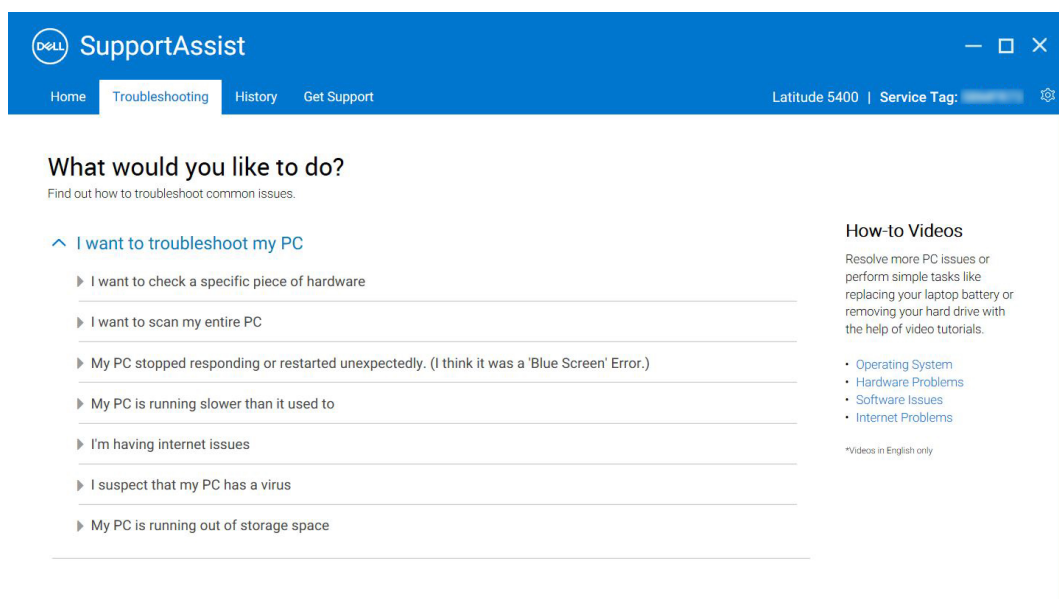 DELL
SupportAssist
Home
Troubleshooting
History
Get Support
Latitude 5400 | Service Tag:
What would you like to do?
Find out how to troubleshoot common issues.
I want to troubleshoot my PC
I want to check a specific piece of hardware
I want to scan my entire PC
My PC stopped responding or restarted unexpectedly. (I think it was a 'Blue Screen' Error.)
My PC is running slower than it used to
I'm having internet issues
I suspect that my PC has a virus
My PC is running out of storage space
How-to Videos
Resolve more PC issues or
perform simple tasks like
replacing your laptop battery or
removing your hard drive with
the help of video tutorials.
• Operating System
• Hardware Problems
• Software Issues
• Internet Problems
*Videos in English only